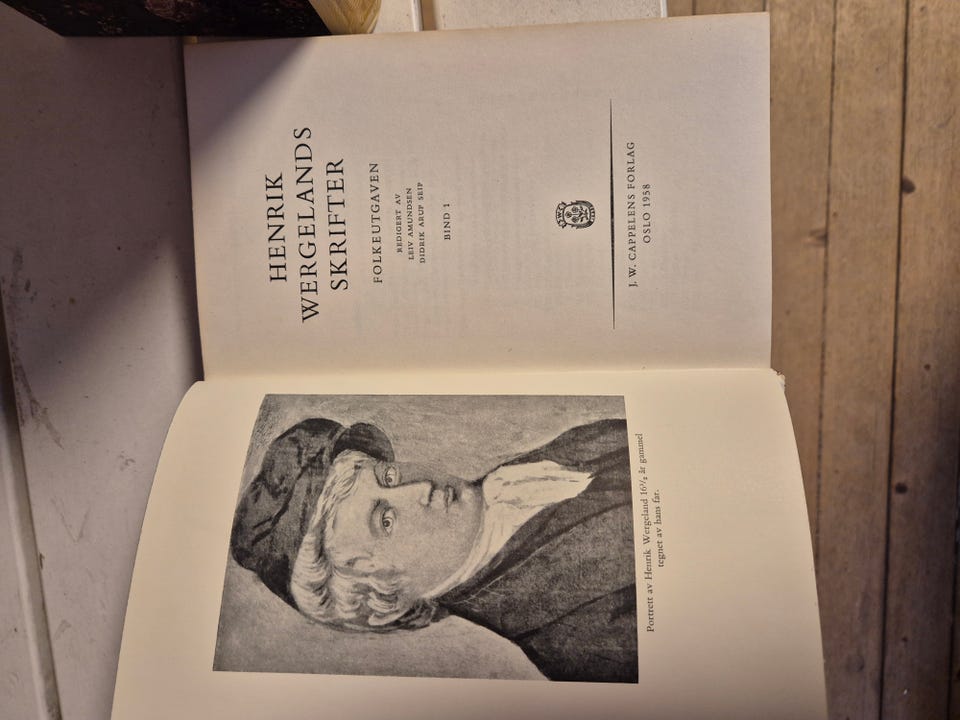 Portrett av Henrik Wergeland 16½ år gammel
tegnet av hans far.
HENRIK
WERGELANDS
SKRIFTER
FOLKEUTGAVEN
REDIGERT AV
LEIV AMUNDSEN
DIDRIK ARUP SEIP
BIND 1
JWC
J. W. CAPPELENS FORLAG
OSLO 1958